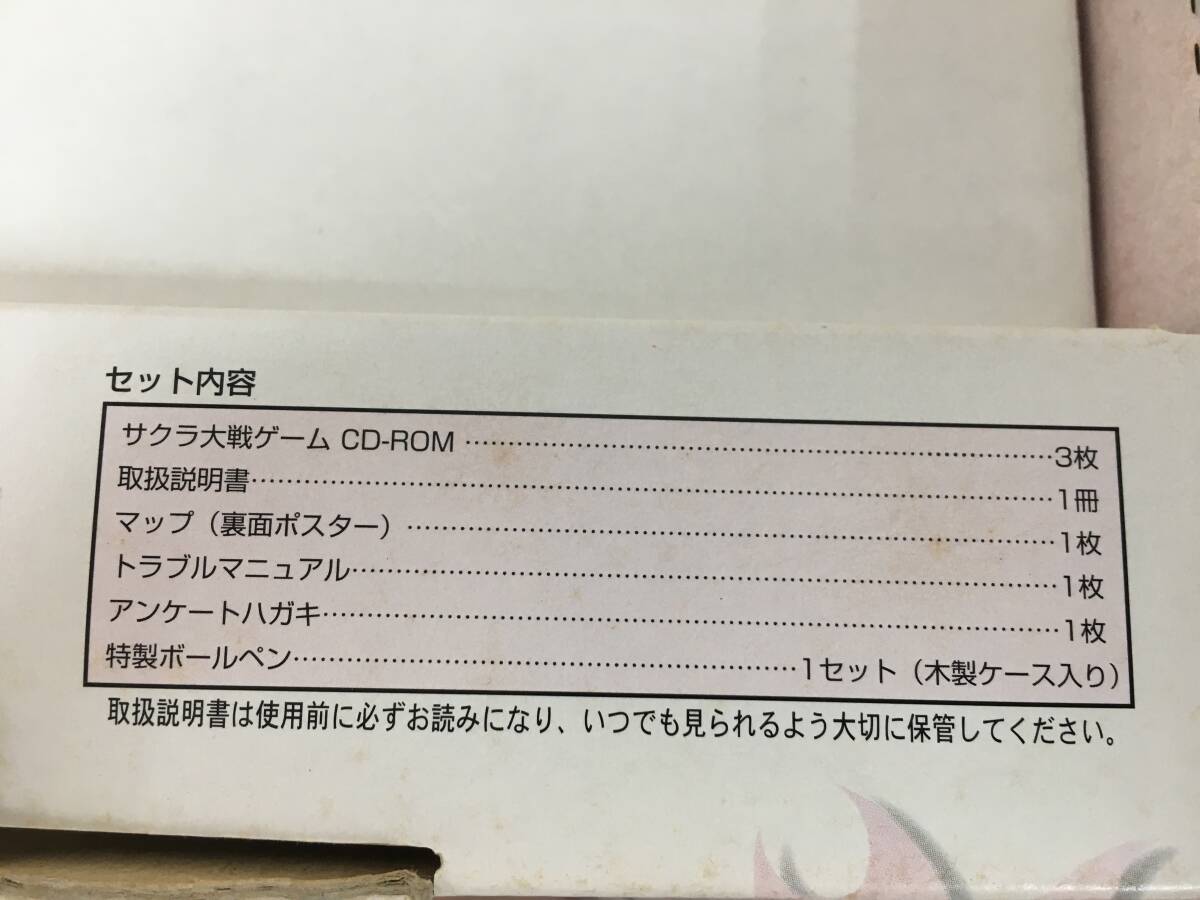 セット内容
サクラ大戦ゲーム CD-ROM …………………………………………………………3枚
取扱説明書…………………………………………………………………………1冊
マップ（裏面ポスター）………………………………………………………………1枚
トラブルマニュアル……………………………………………………………………1枚
アンケートハガキ………………………………………………………………………1枚
特製ボールペン…………………………………………………1セット（木製ケース入り）
取扱説明書は使用前に必ずお読みになり、いつでも見られるよう大切に保管してください。